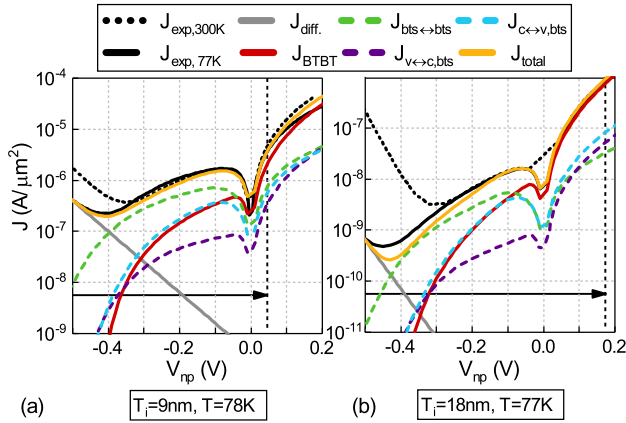 J_exp,300K J_diff. J_bts↔bts J_c↔v,bts
J_exp, 77K J_BTBT J_v↔c,bts J_total
10^-4
10^-5
10^-6
10^-7
10^-8
10^-9
J (A/μm^2)
-0.4 -0.2 0.0 0.2
V_np (V)
10^-7
10^-8
10^-9
10^-10
10^-11
-0.4 -0.2 0.0 0.2
V_np (V)
(a) T_i=9nm, T=78K
(b) T_i=18nm, T=77K